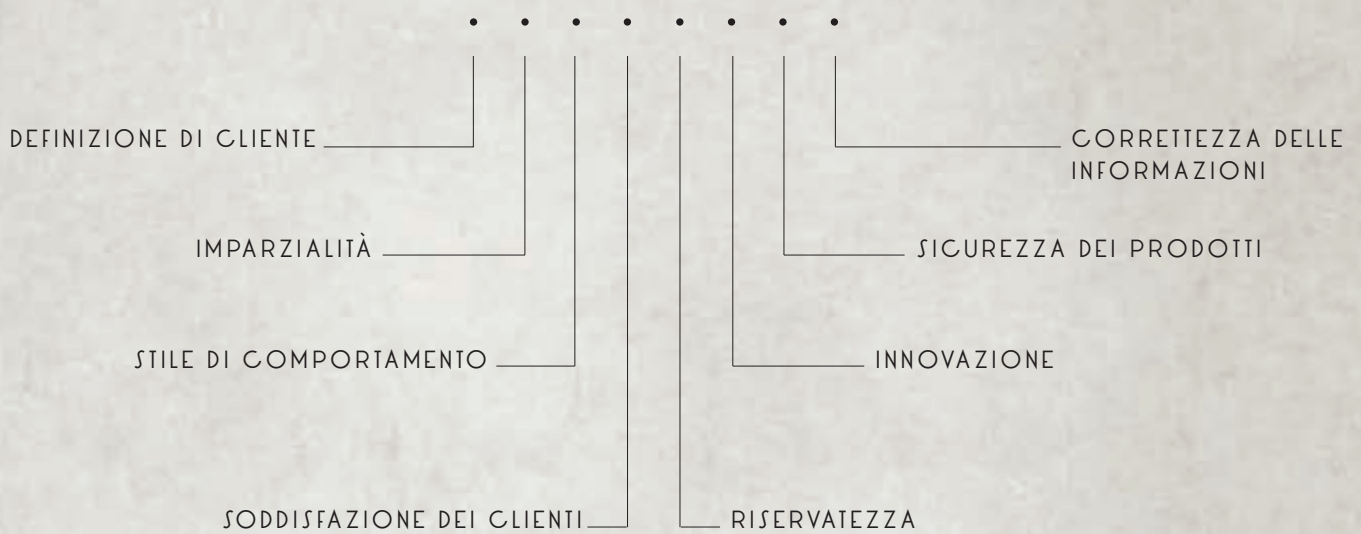 DEFINIZIONE DI CLIENTE
CORRETTEZZA DELLE
INFORMAZIONI
IMPARZIALITÀ
SICUREZZA DEI PRODOTTI
STILE DI COMPORTAMENTO
INNOVAZIONE
SODDISFAZIONE DEI CLIENTI
RISERVATEZZA